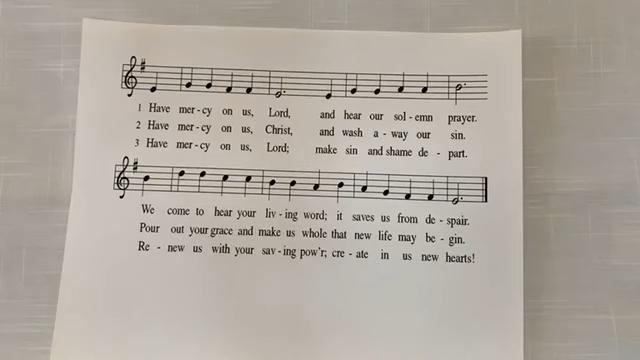 1 Have mer - cy on us, Lord, and hear our sol - emn prayer.
2 Have mer - cy on us, Christ, and wash a - way our sin.
3 Have mer - cy on us, Lord; make sin and shame de - part.
We come to hear your liv - ing word; it saves us from de - spair.
Pour out your grace and make us whole that new life may be - gin.
Re - new us with your sav - ing pow'r; cre - ate in us new hearts!